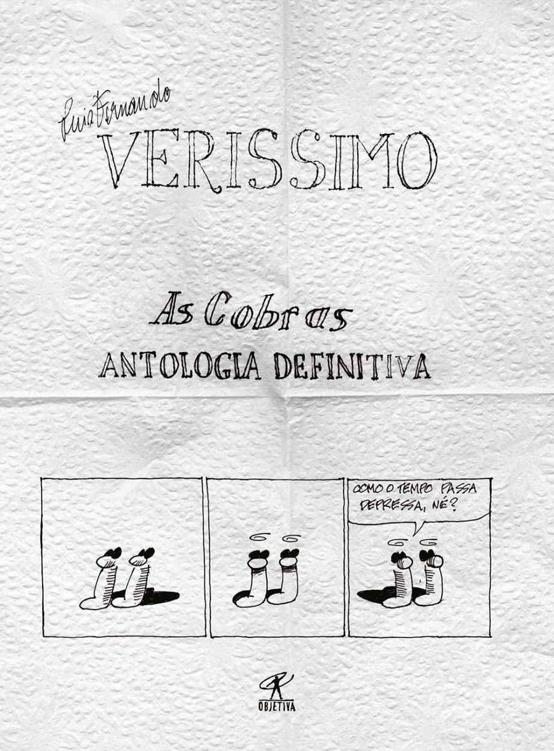 Luis Fernando
VERISSIMO
As Cobras
ANTOLOGIA DEFINITIVA
COMO O TEMPO PASSA
DEPRESSA, NÉ?
OBJETIVA